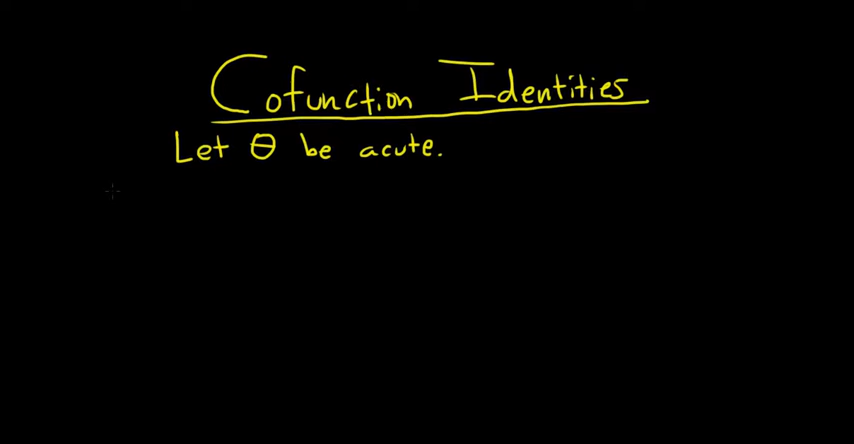 Cofunction Identities
Let θ be acute.